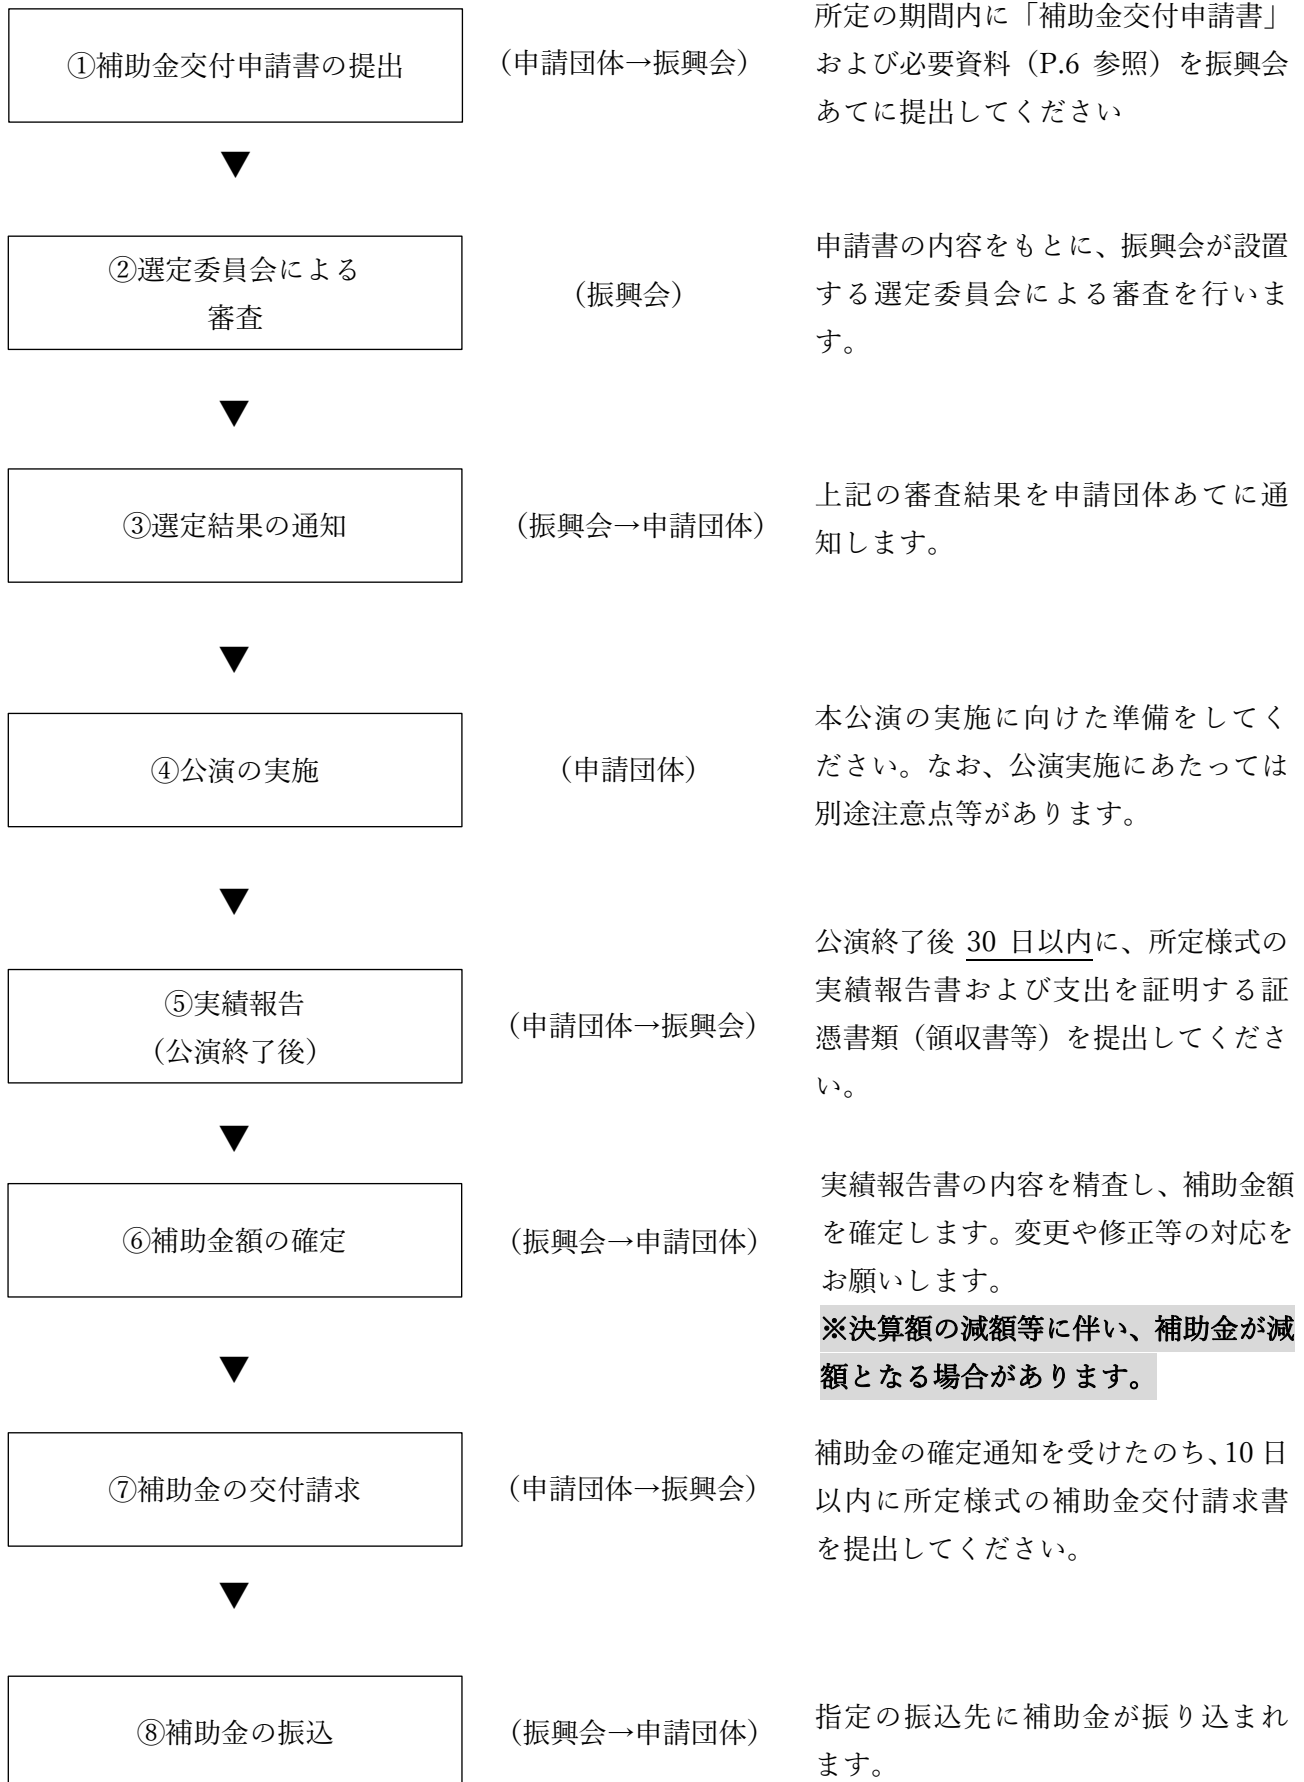 ①補助金交付申請書の提出
（申請団体→振興会）
所定の期間内に「補助金交付申請書」
および必要資料（P.6 参照）を振興会
あてに提出してください
▼
②選定委員会による
審査
（振興会）
申請書の内容をもとに、振興会が設置
する選定委員会による審査を行いま
す。
▼
③選定結果の通知
（振興会→申請団体）
上記の審査結果を申請団体あてに通
知します。
▼
④公演の実施
（申請団体）
本公演の実施に向けた準備をしてく
ださい。なお、公演実施にあたっては
別途注意点等があります。
▼
⑤実績報告
（公演終了後）
（申請団体→振興会）
公演終了後 30 日以内に、所定様式の
実績報告書および支出を証明する証
憑書類（領収書等）を提出してくださ
い。
▼
⑥補助金額の確定
（振興会→申請団体）
実績報告書の内容を精査し、補助金額
を確定します。変更や修正等の対応を
お願いします。
※決算額の減額等に伴い、補助金が減
額となる場合があります。
▼
⑦補助金の交付請求
（申請団体→振興会）
補助金の確定通知を受けたのち、10 日
以内に所定様式の補助金交付請求書
を提出してください。
▼
⑧補助金の振込
（振興会→申請団体）
指定の振込先に補助金が振り込まれ
ます。